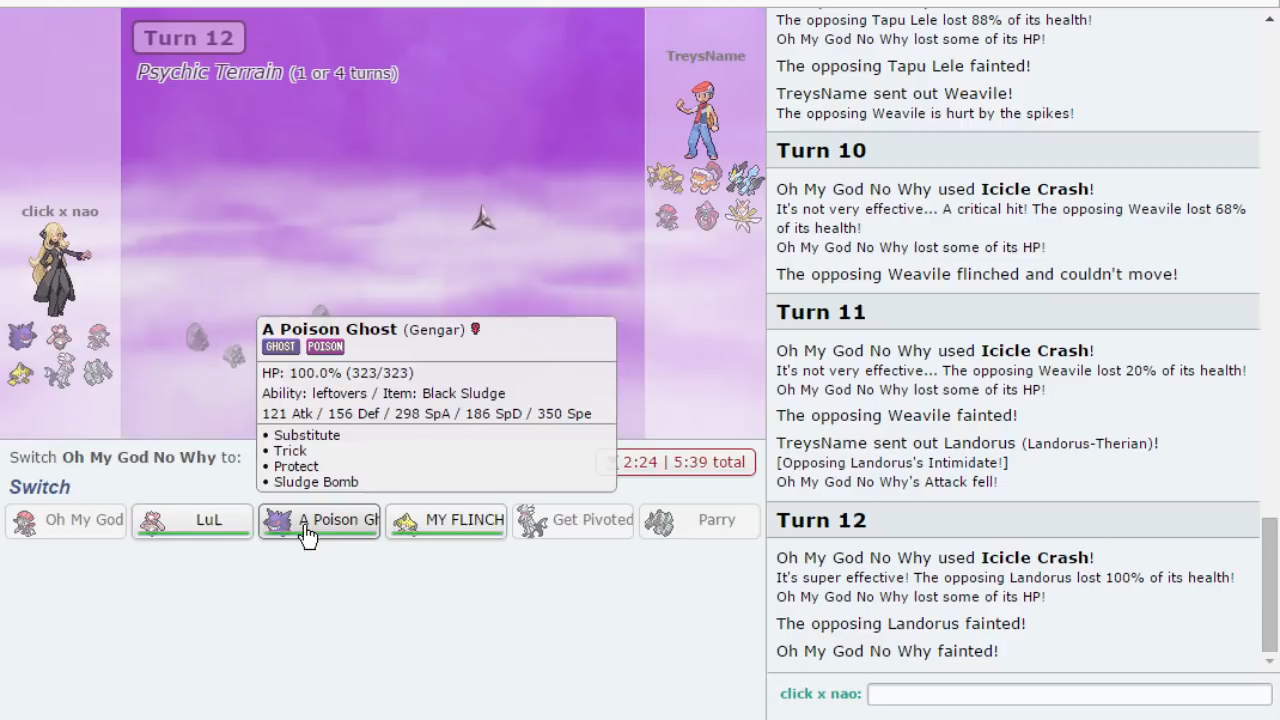 Turn 12
Psychic Terrain (1 or 4 turns)
click x nao
TreysName
A Poison Ghost (Gengar)
GHOST POISON
HP: 100.0% (323/323)
Ability: leftovers / Item: Black Sludge
121 Atk / 156 Def / 298 SpA / 186 SpD / 350 Spe
• Substitute
• Trick
• Protect
• Sludge Bomb
Switch Oh My God No Why to:
2:24 | 5:39 total
Switch
Oh My God
LuL
A Poison Gh
MY FLINCH
Get Pivoted
Parry
The opposing Tapu Lele lost 88% of its health!
Oh My God No Why lost some of its HP!
The opposing Tapu Lele fainted!
TreysName sent out Weavile!
The opposing Weavile is hurt by the spikes!
Turn 10
Oh My God No Why used Icicle Crash!
It's not very effective... A critical hit! The opposing Weavile lost 68%
of its health!
Oh My God No Why lost some of its HP!
The opposing Weavile flinched and couldn't move!
Turn 11
Oh My God No Why used Icicle Crash!
It's not very effective... The opposing Weavile lost 20% of its health!
Oh My God No Why lost some of its HP!
The opposing Weavile fainted!
TreysName sent out Landorus (Landorus-Therian)!
[Opposing Landorus's Intimidate!]
Oh My God No Why's Attack fell!
Turn 12
Oh My God No Why used Icicle Crash!
It's super effective! The opposing Landorus lost 100% of its health!
Oh My God No Why lost some of its HP!
The opposing Landorus fainted!
Oh My God No Why fainted!
click x nao: